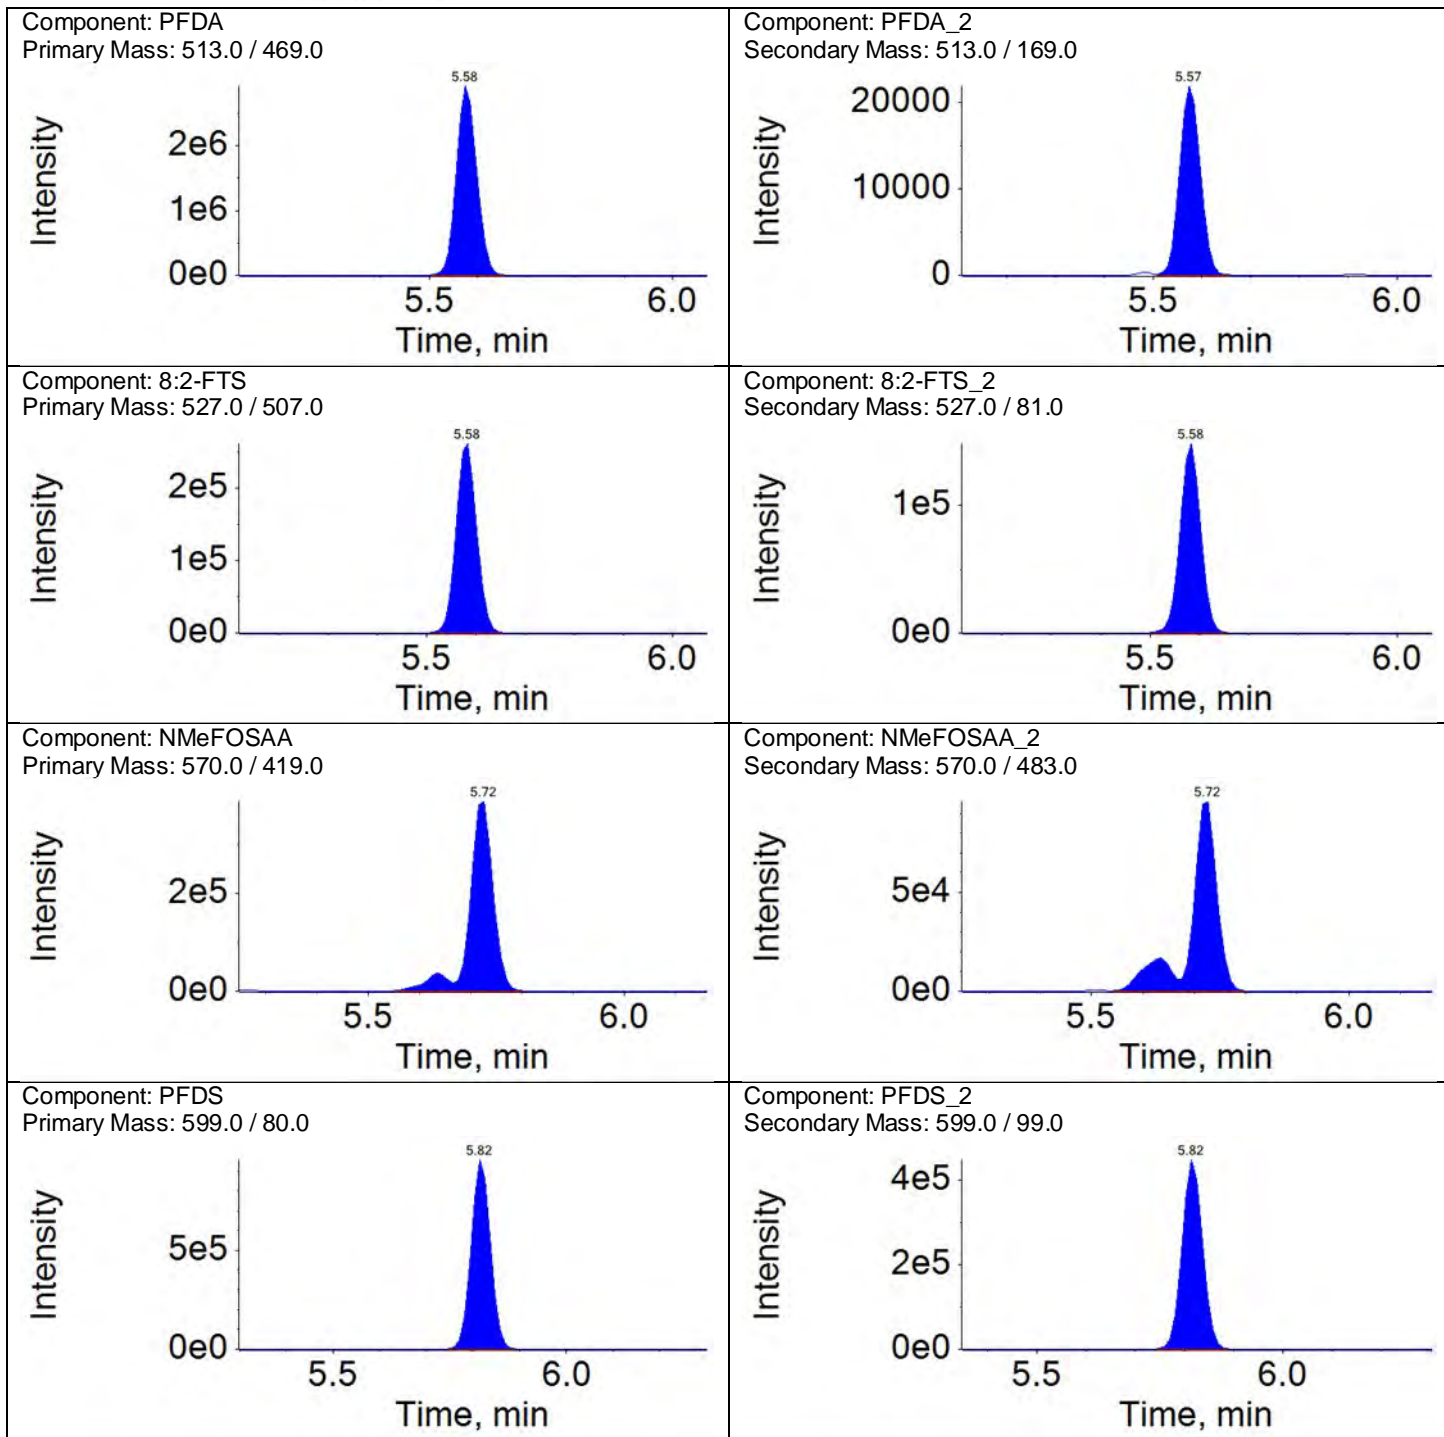 Component: PFDA
Primary Mass: 513.0 / 469.0
5.58
2e6
1e6
0e0
Intensity
5.5 6.0
Time, min
Component: PFDA_2
Secondary Mass: 513.0 / 169.0
5.57
20000
10000
0
Intensity
5.5 6.0
Time, min
Component: 8:2-FTS
Primary Mass: 527.0 / 507.0
5.58
2e5
1e5
0e0
Intensity
5.5 6.0
Time, min
Component: 8:2-FTS_2
Secondary Mass: 527.0 / 81.0
5.58
1e5
0e0
Intensity
5.5 6.0
Time, min
Component: NMeFOSAA
Primary Mass: 570.0 / 419.0
5.72
2e5
0e0
Intensity
5.5 6.0
Time, min
Component: NMeFOSAA_2
Secondary Mass: 570.0 / 483.0
5.72
5e4
0e0
Intensity
5.5 6.0
Time, min
Component: PFDS
Primary Mass: 599.0 / 80.0
5.82
5e5
0e0
Intensity
5.5 6.0
Time, min
Component: PFDS_2
Secondary Mass: 599.0 / 99.0
5.82
4e5
2e5
0e0
Intensity
5.5 6.0
Time, min